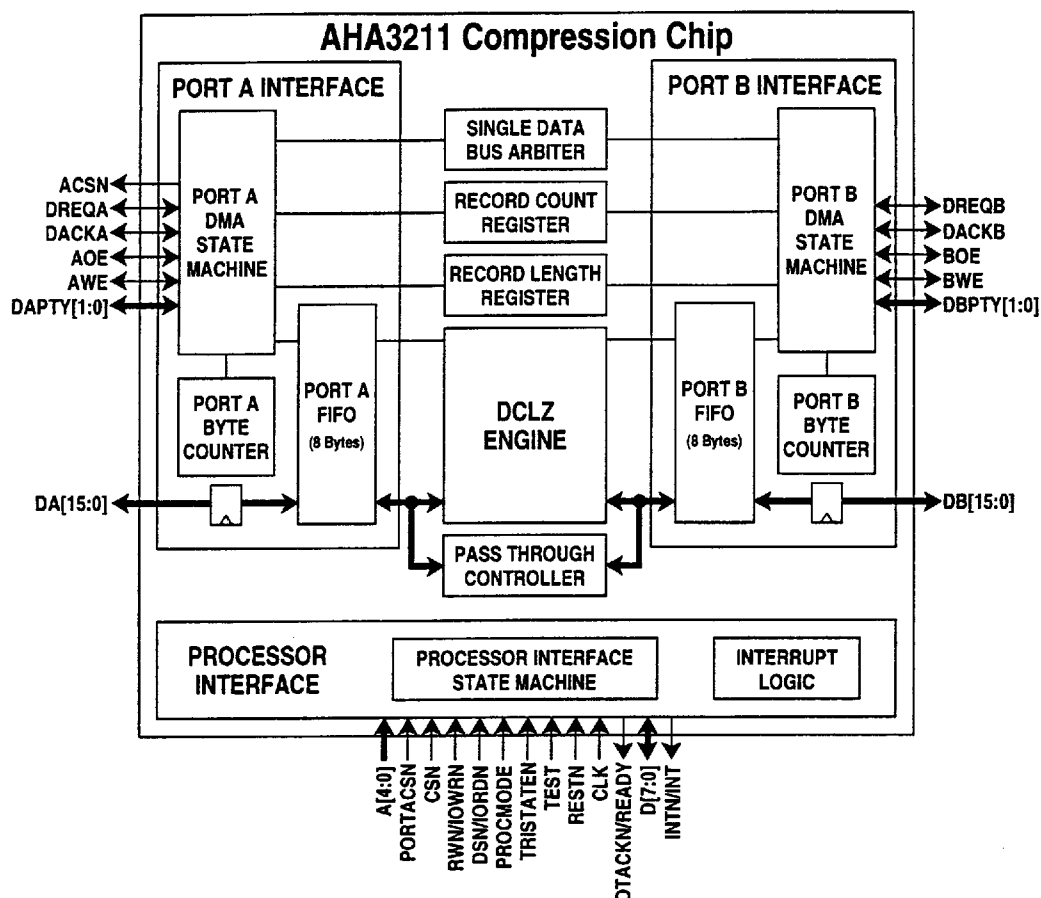 AHA3211 Compression Chip
PORT A INTERFACE
PORT B INTERFACE
SINGLE DATA
BUS ARBITER
RECORD COUNT
REGISTER
RECORD LENGTH
REGISTER
PORT A
DMA
STATE
MACHINE
PORT B
DMA
STATE
MACHINE
ACSN
DREQA
DACKA
AOE
AWE
DAPTY[1:0]
DREQB
DACKB
BOE
BWE
DBPTY[1:0]
PORT A
BYTE
COUNTER
PORT A
FIFO
(8 Bytes)
DCLZ
ENGINE
PORT B
FIFO
(8 Bytes)
PORT B
BYTE
COUNTER
DA[15:0]
DB[15:0]
PASS THROUGH
CONTROLLER
PROCESSOR
INTERFACE
PROCESSOR INTERFACE
STATE MACHINE
INTERRUPT
LOGIC
A[4:0]
PORTACSN
CSN
RWN/IOWRN
DSN/IORDN
PROCMODE
TRISTATEN
TEST
RESTN
CLK
DTACKN/READY
D[7:0]
INTN/INT